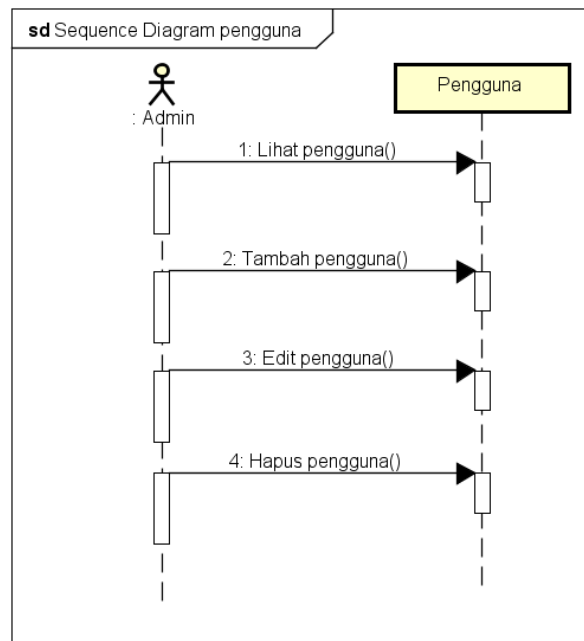 sd Sequence Diagram pengguna
: Admin
Pengguna
1: Lihat pengguna()
2: Tambah pengguna()
3: Edit pengguna()
4: Hapus pengguna()